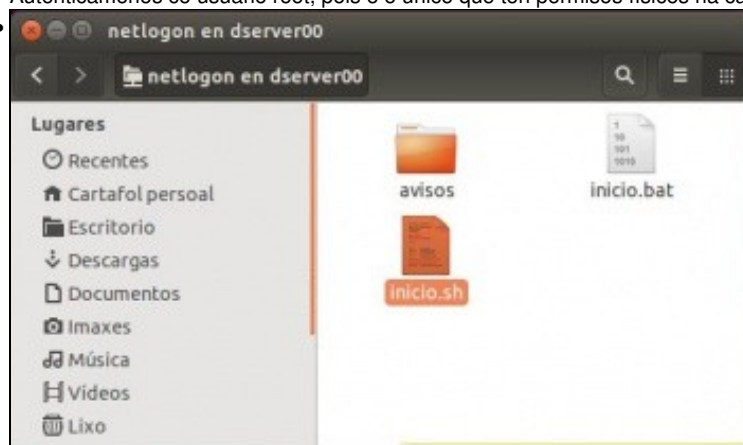 Autenticámonos co usuario root, pois é o único que ten permisos físicos na
netlogon en dserver00
netlogon en dserver00
Lugares
Recentes
Cartafol persoal
Escritorio
Descargas
Documentos
Imaxes
Música
Vídeos
Lixo
avisos
inicio.bat
inicio.sh